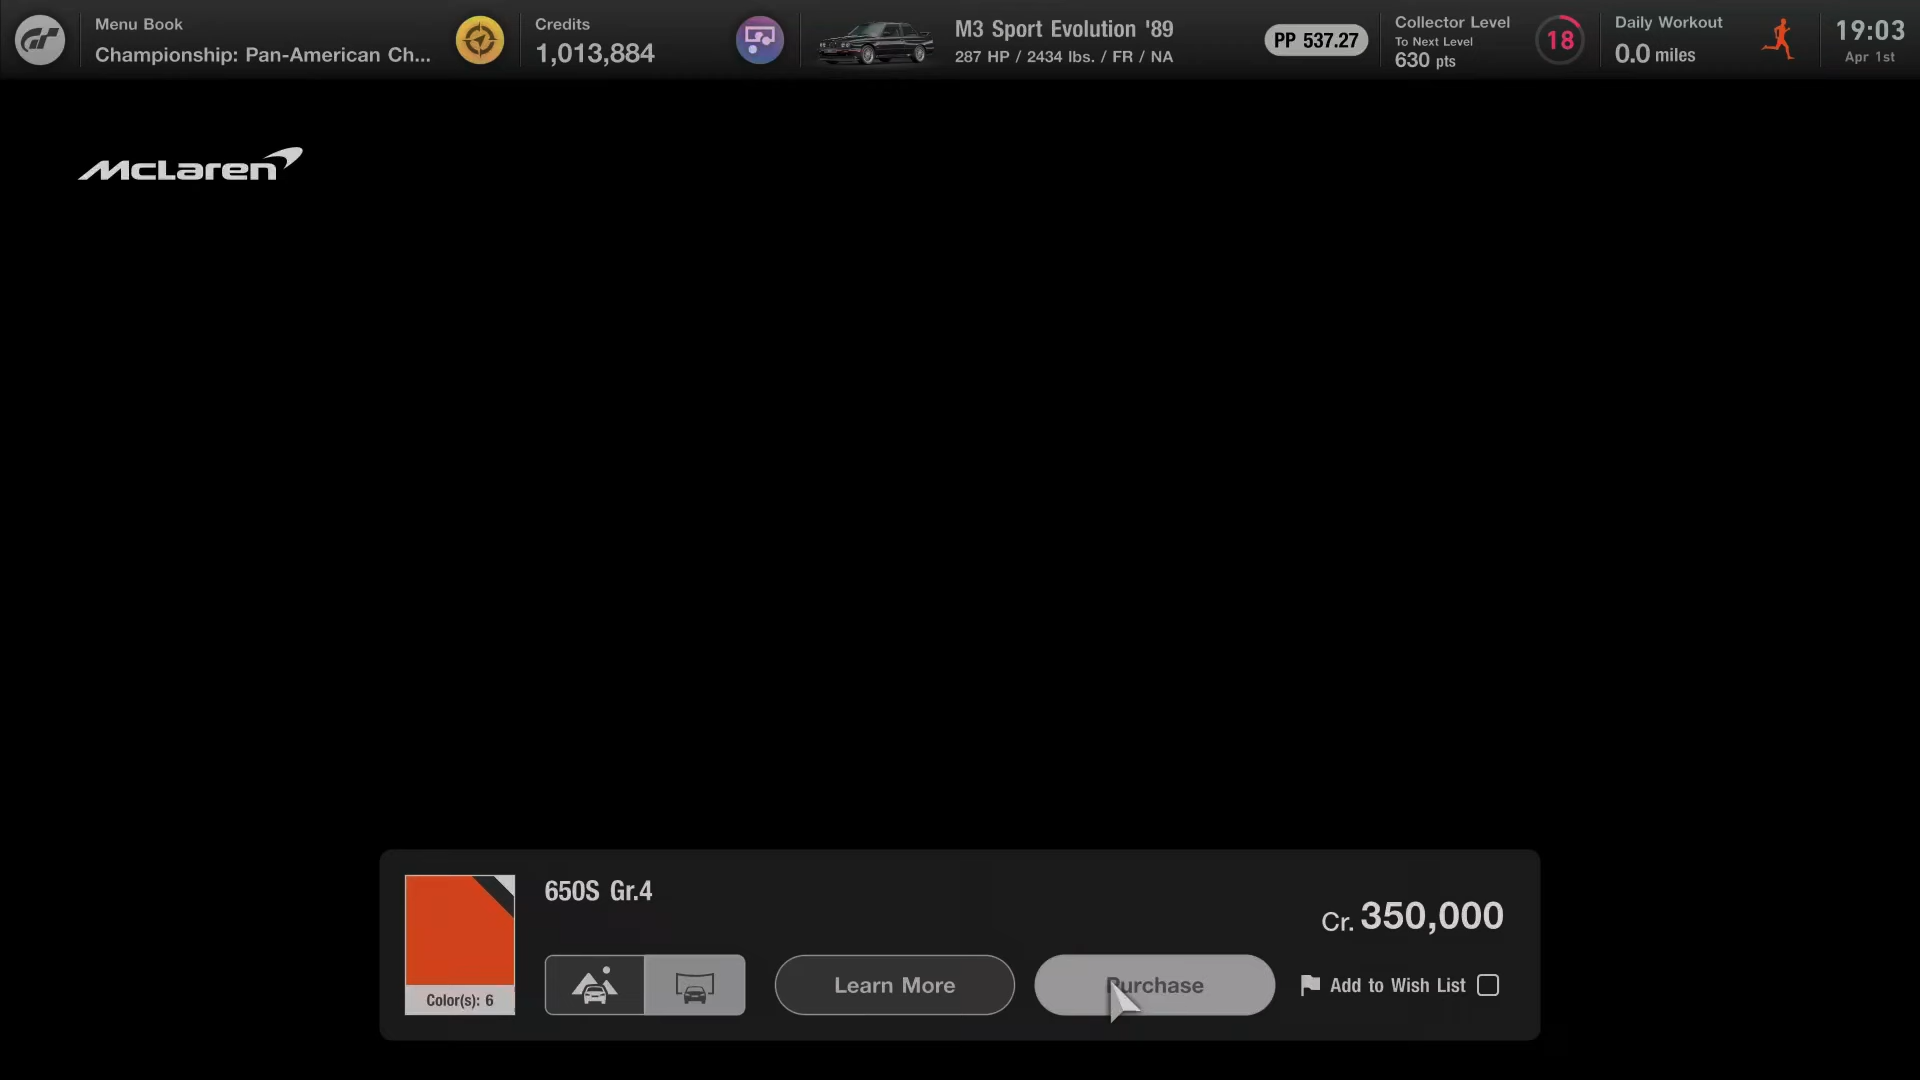 Menu Book
Championship: Pan-American Ch...
Credits
1,013,884
M3 Sport Evolution '89
287 HP / 2434 lbs. / FR / NA
PP 537.27
Collector Level
To Next Level
630 pts
18
Daily Workout
0.0 miles
19:03
Apr 1st
McLaren
650S Gr.4
Cr. 350,000
Color(s): 6
Learn More
Purchase
Add to Wish List